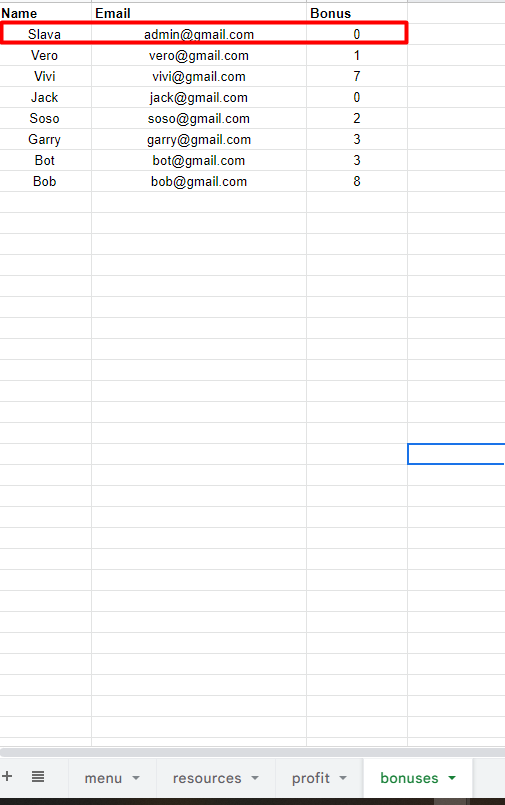 Name Email Bonus
Slava admin@gmail.com 0
Vero vero@gmail.com 1
Vivi vivi@gmail.com 7
Jack jack@gmail.com 0
Soso soso@gmail.com 2
Garry garry@gmail.com 3
Bot bot@gmail.com 3
Bob bob@gmail.com 8
menu resources profit bonuses